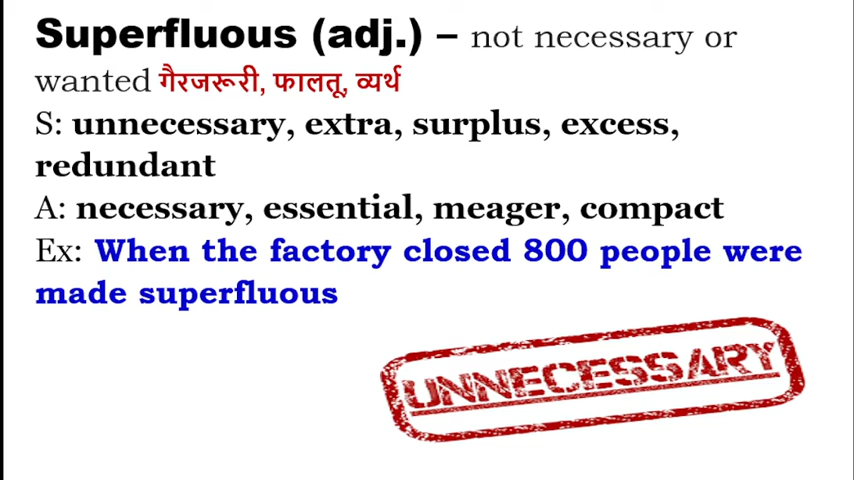 Superfluous (adj.) – not necessary or
wanted गैरजरूरी, फालतू, व्यर्थ
S: unnecessary, extra, surplus, excess,
redundant
A: necessary, essential, meager, compact
Ex: When the factory closed 800 people were
made superfluous
UNNECESSARY